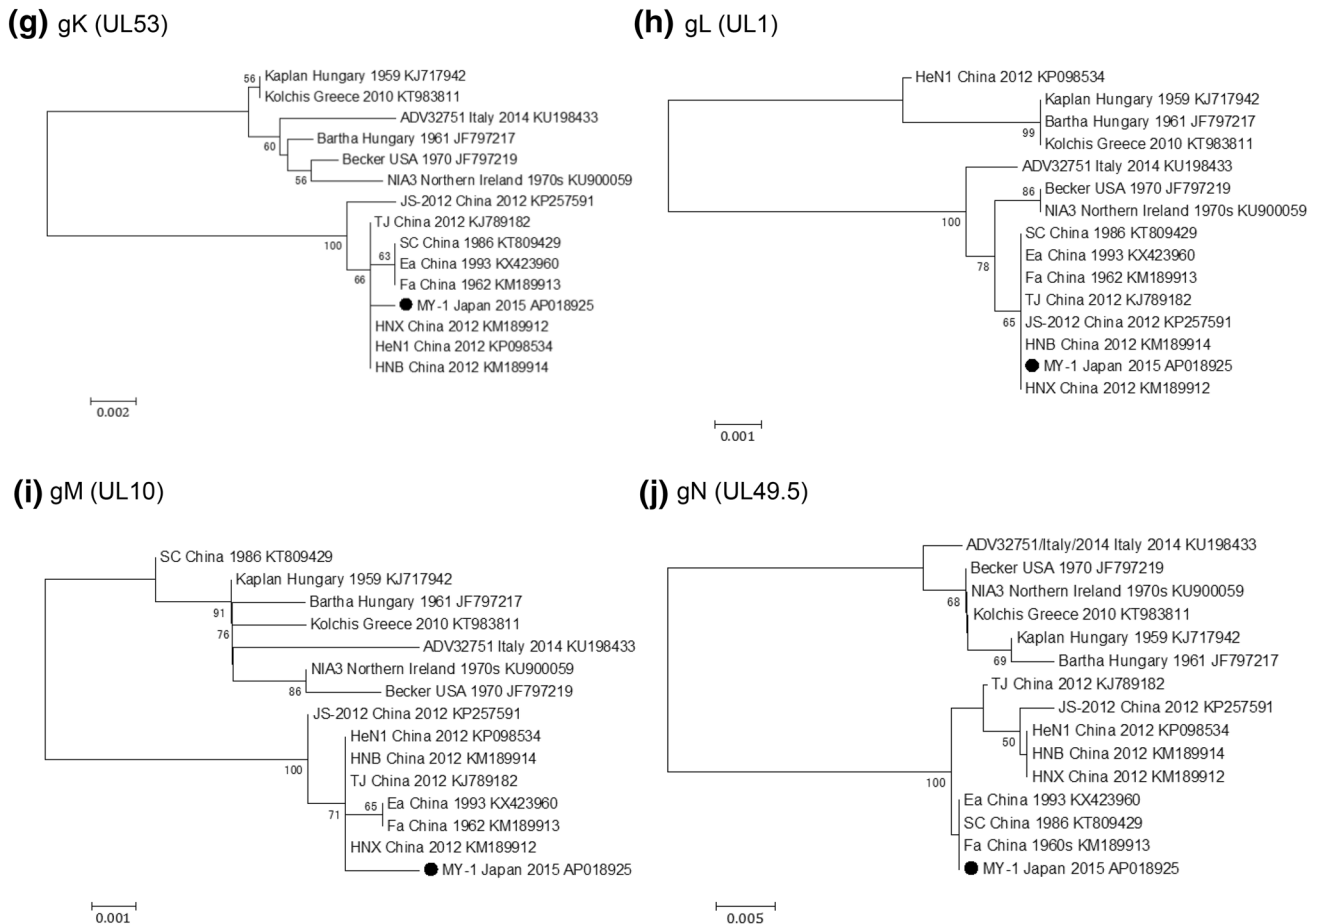 (g) gK (UL53)
56 Kaplan Hungary 1959 KJ717942
Kolchis Greece 2010 KT983811
ADV32751 Italy 2014 KU198433
Bartha Hungary 1961 JF797217
60
Becker USA 1970 JF797219
56 NIA3 Northern Ireland 1970s KU900059
JS-2012 China 2012 KP257591
TJ China 2012 KJ789182
100 63 SC China 1986 KT809429
Ea China 1993 KX423960
66 Fa China 1962 KM189913
MY-1 Japan 2015 AP018925
HNX China 2012 KM189912
HeN1 China 2012 KP098534
HNB China 2012 KM189914
0.002
(h) gL (UL1)
HeN1 China 2012 KP098534
Kaplan Hungary 1959 KJ717942
Bartha Hungary 1961 JF797217
99
Kolchis Greece 2010 KT983811
ADV32751 Italy 2014 KU198433
86 Becker USA 1970 JF797219
NIA3 Northern Ireland 1970s KU900059
100
SC China 1986 KT809429
Ea China 1993 KX423960
78
Fa China 1962 KM189913
TJ China 2012 KJ789182
65 JS-2012 China 2012 KP257591
HNB China 2012 KM189914
MY-1 Japan 2015 AP018925
HNX China 2012 KM189912
0.001
(i) gM (UL10)
SC China 1986 KT809429
Kaplan Hungary 1959 KJ717942
Bartha Hungary 1961 JF797217
91
Kolchis Greece 2010 KT983811
76
ADV32751 Italy 2014 KU198433
NIA3 Northern Ireland 1970s KU900059
86 Becker USA 1970 JF797219
JS-2012 China 2012 KP257591
HeN1 China 2012 KP098534
HNB China 2012 KM189914
100
TJ China 2012 KJ789182
65 Ea China 1993 KX423960
71
Fa China 1962 KM189913
HNX China 2012 KM189912
MY-1 Japan 2015 AP018925
0.001
(j) gN (UL49.5)
ADV32751/Italy/2014 Italy 2014 KU198433
Becker USA 1970 JF797219
NIA3 Northern Ireland 1970s KU900059
68
Kolchis Greece 2010 KT983811
Kaplan Hungary 1959 KJ717942
69 Bartha Hungary 1961 JF797217
TJ China 2012 KJ789182
JS-2012 China 2012 KP257591
HeN1 China 2012 KP098534
50
HNB China 2012 KM189914
HNX China 2012 KM189912
100
Ea China 1993 KX423960
SC China 1986 KT809429
Fa China 1960s KM189913
MY-1 Japan 2015 AP018925
0.005